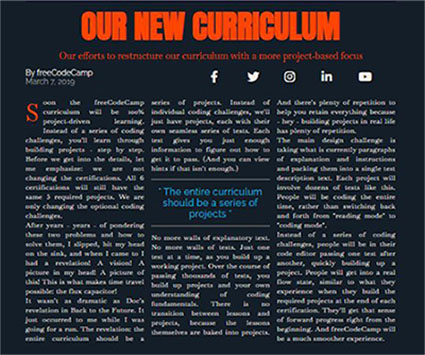 OUR NEW CURRICULUM
Our efforts to restructure our curriculum with a more project-based focus
By freeCodeCamp
March 7, 2019
Soon the freeCodeCamp
curriculum will be 100%
project-driven learning.
Instead of a series of coding
challenges, you'll learn through
building projects - step by step.
Before we get into the details, let
me emphasize: we are not
changing the certifications. All 6
certifications will still have the
same 5 required projects. We are
only changing the optional coding
challenges.
After years - years - of pondering
these two problems and how to
solve them, I slipped, hit my head
on the sink, and when I came to I
had a revelation! A vision! A
picture in my head! A picture of
this! This is what makes time travel
possible: the flux capacitor!
It wasn't as dramatic as Doc's
revelation in Back to the Future. It
just occurred to me while I was
going for a run. The revelation: the
entire curriculum should be a
series of projects. Instead of
individual coding challenges, we'll
just have projects, each with their
own seamless series of tests. Each
test gives you just enough
information to figure out how to
get it to pass. (And you can view
hints if that isn't enough.)
" The entire curriculum
should be a series of
projects "
No more walls of explanatory text.
No more walls of tests. Just one
test at a time, as you build up a
working project. Over the course of
passing thousands of tests, you
build up projects and your own
understanding of coding
fundamentals. There is no
transition between lessons and
projects, because the lessons
themselves are baked into projects.
And there's plenty of repetition to
help you retain everything because
- hey - building projects in real life
has plenty of repetition.
The main design challenge is
taking what is currently paragraphs
of explanation and instructions
and packing them into a single test
description text. Each project will
involve dozens of tests like this.
People will be coding the entire
time, rather than switching back
and forth from "reading mode" to
"coding mode".
Instead of a series of coding
challenges, people will be in their
code editor passing one test after
another, quickly building up a
project. People will get into a real
flow state, similar to what they
experience when they build the
required projects at the end of each
certification. They'll get that sense
of forward progress right from the
beginning. And freeCodeCamp will
be a much smoother experience.